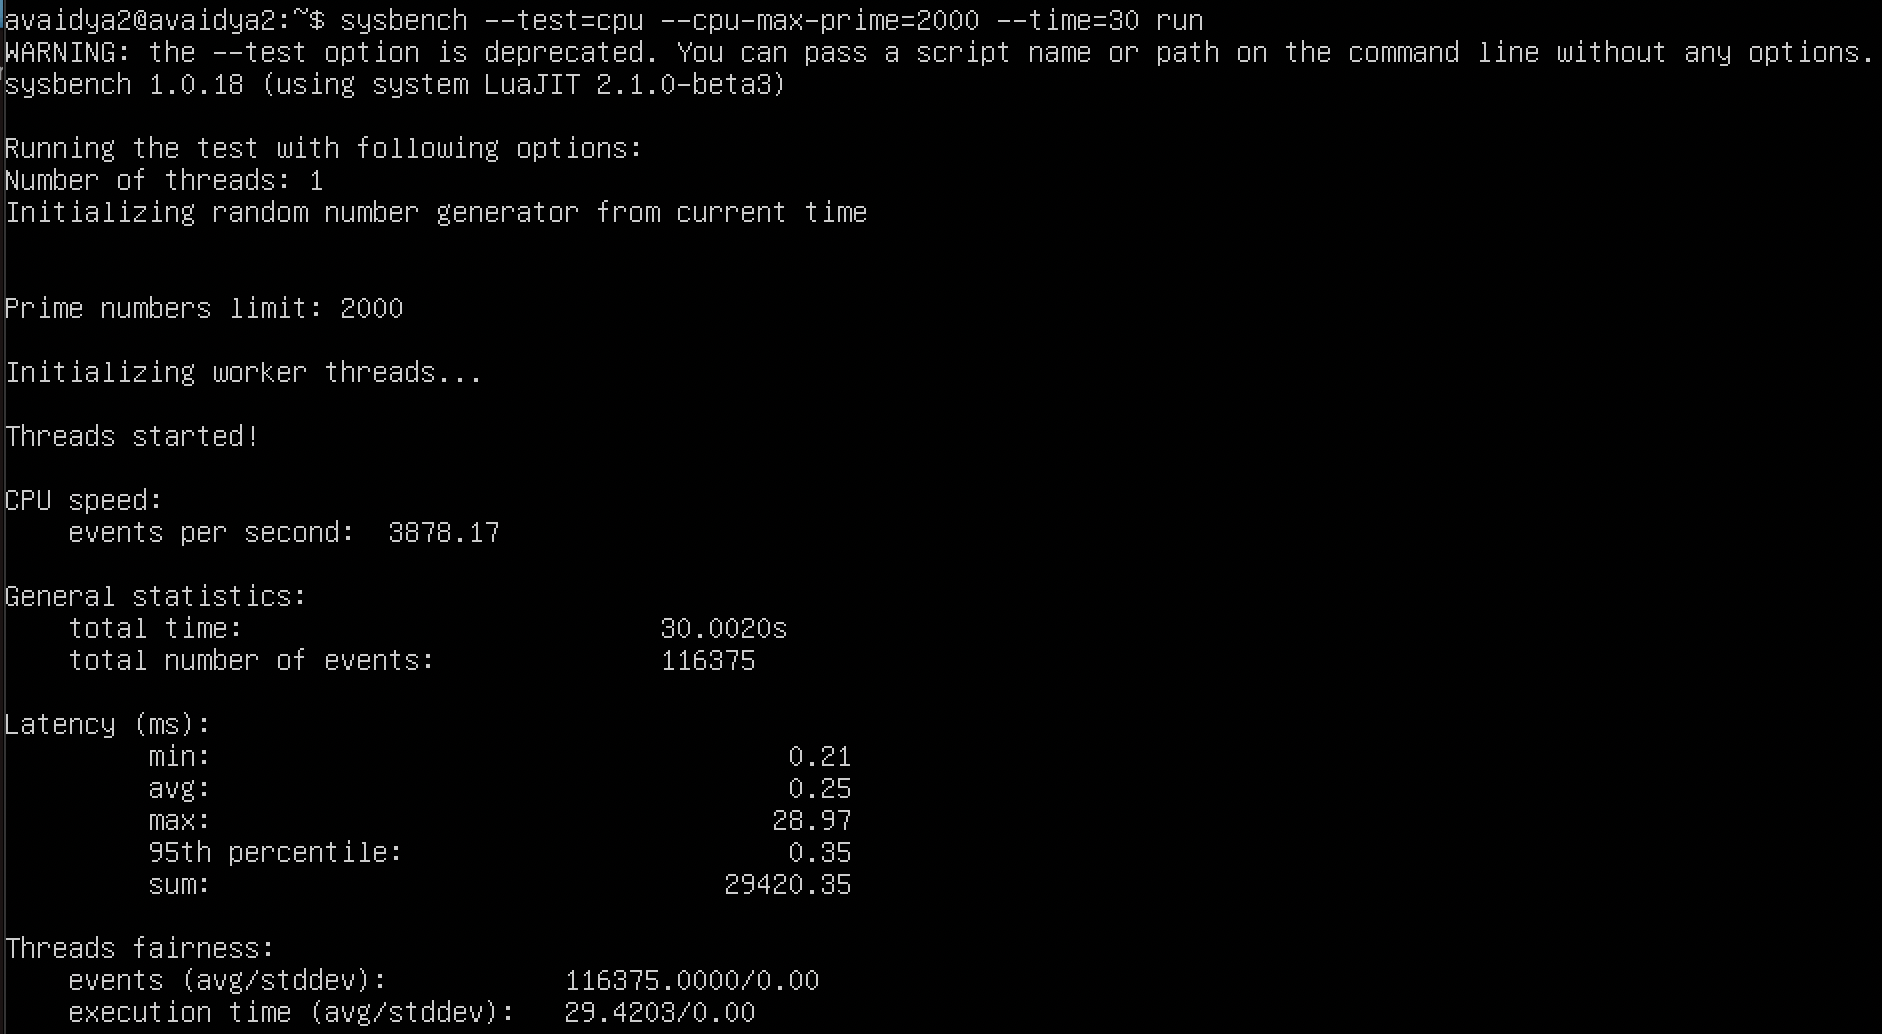 avaidya2@avaidya2:~$ sysbench --test=cpu --cpu-max-prime=2000 --time=30 run
WARNING: the --test option is deprecated. You can pass a script name or path on the command line without any options.
sysbench 1.0.18 (using system LuaJIT 2.1.0-beta3)
Running the test with following options:
Number of threads: 1
Initializing random number generator from current time
Prime numbers limit: 2000
Initializing worker threads...
Threads started!
CPU speed:
events per second: 3878.17
General statistics:
total time: 30.0020s
total number of events: 116375
Latency (ms):
min: 0.21
avg: 0.25
max: 28.97
95th percentile: 0.35
sum: 29420.35
Threads fairness:
events (avg/stddev): 116375.0000/0.00
execution time (avg/stddev): 29.4203/0.00